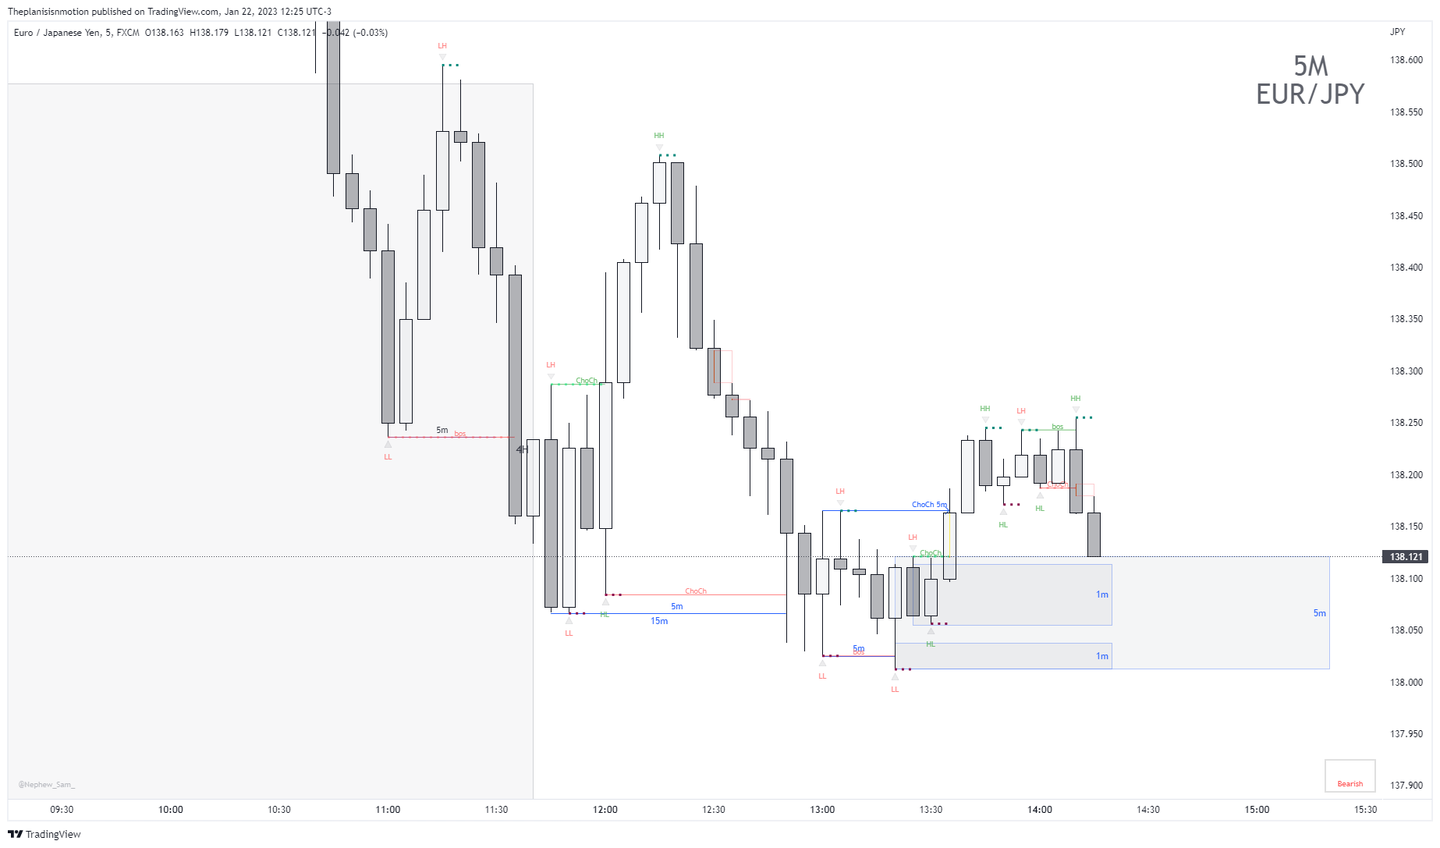 Theplanisinmotion published on TradingView.com, Jan 22, 2023 12:25 UTC-3
Euro / Japanese Yen, 5, FXCM O138.163 H138.179 L138.121 C138.121 −0.042 (−0.03%)
JPY
5M
EUR/JPY
138.600
138.550
138.500
138.450
138.400
138.350
138.300
138.250
138.200
138.150
138.121
138.100
138.050
138.000
137.950
137.900
LH
HH
LH
ChoCh
5m
bos
LL
4H
HH
LH
HH
bos
HL
HL
LH
ChoCh 5m
LH
ChoCh
ChoCh
5m
15m
HL
LL
1m
5m
HL
5m
bos
1m
LL
LL
@Nephew_Sam_
Bearish
09:30 10:00 10:30 11:00 11:30 12:00 12:30 13:00 13:30 14:00 14:30 15:00 15:30
TradingView